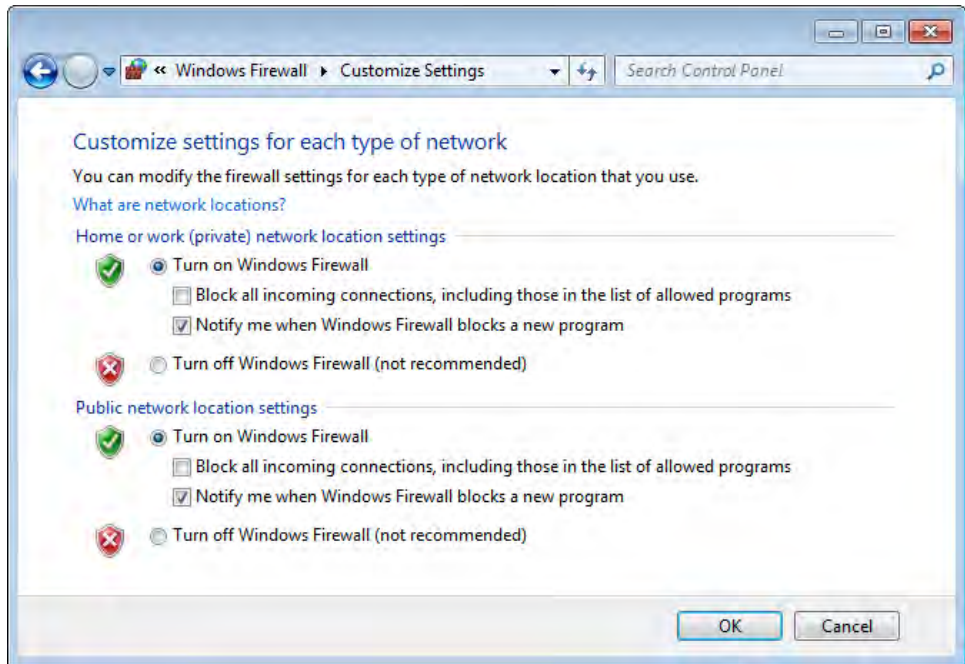 « Windows Firewall ▸ Customize Settings Search Control Panel
Customize settings for each type of network
You can modify the firewall settings for each type of network location that you use.
What are network locations?
Home or work (private) network location settings
Turn on Windows Firewall
Block all incoming connections, including those in the list of allowed programs
Notify me when Windows Firewall blocks a new program
Turn off Windows Firewall (not recommended)
Public network location settings
Turn on Windows Firewall
Block all incoming connections, including those in the list of allowed programs
Notify me when Windows Firewall blocks a new program
Turn off Windows Firewall (not recommended)
OK Cancel